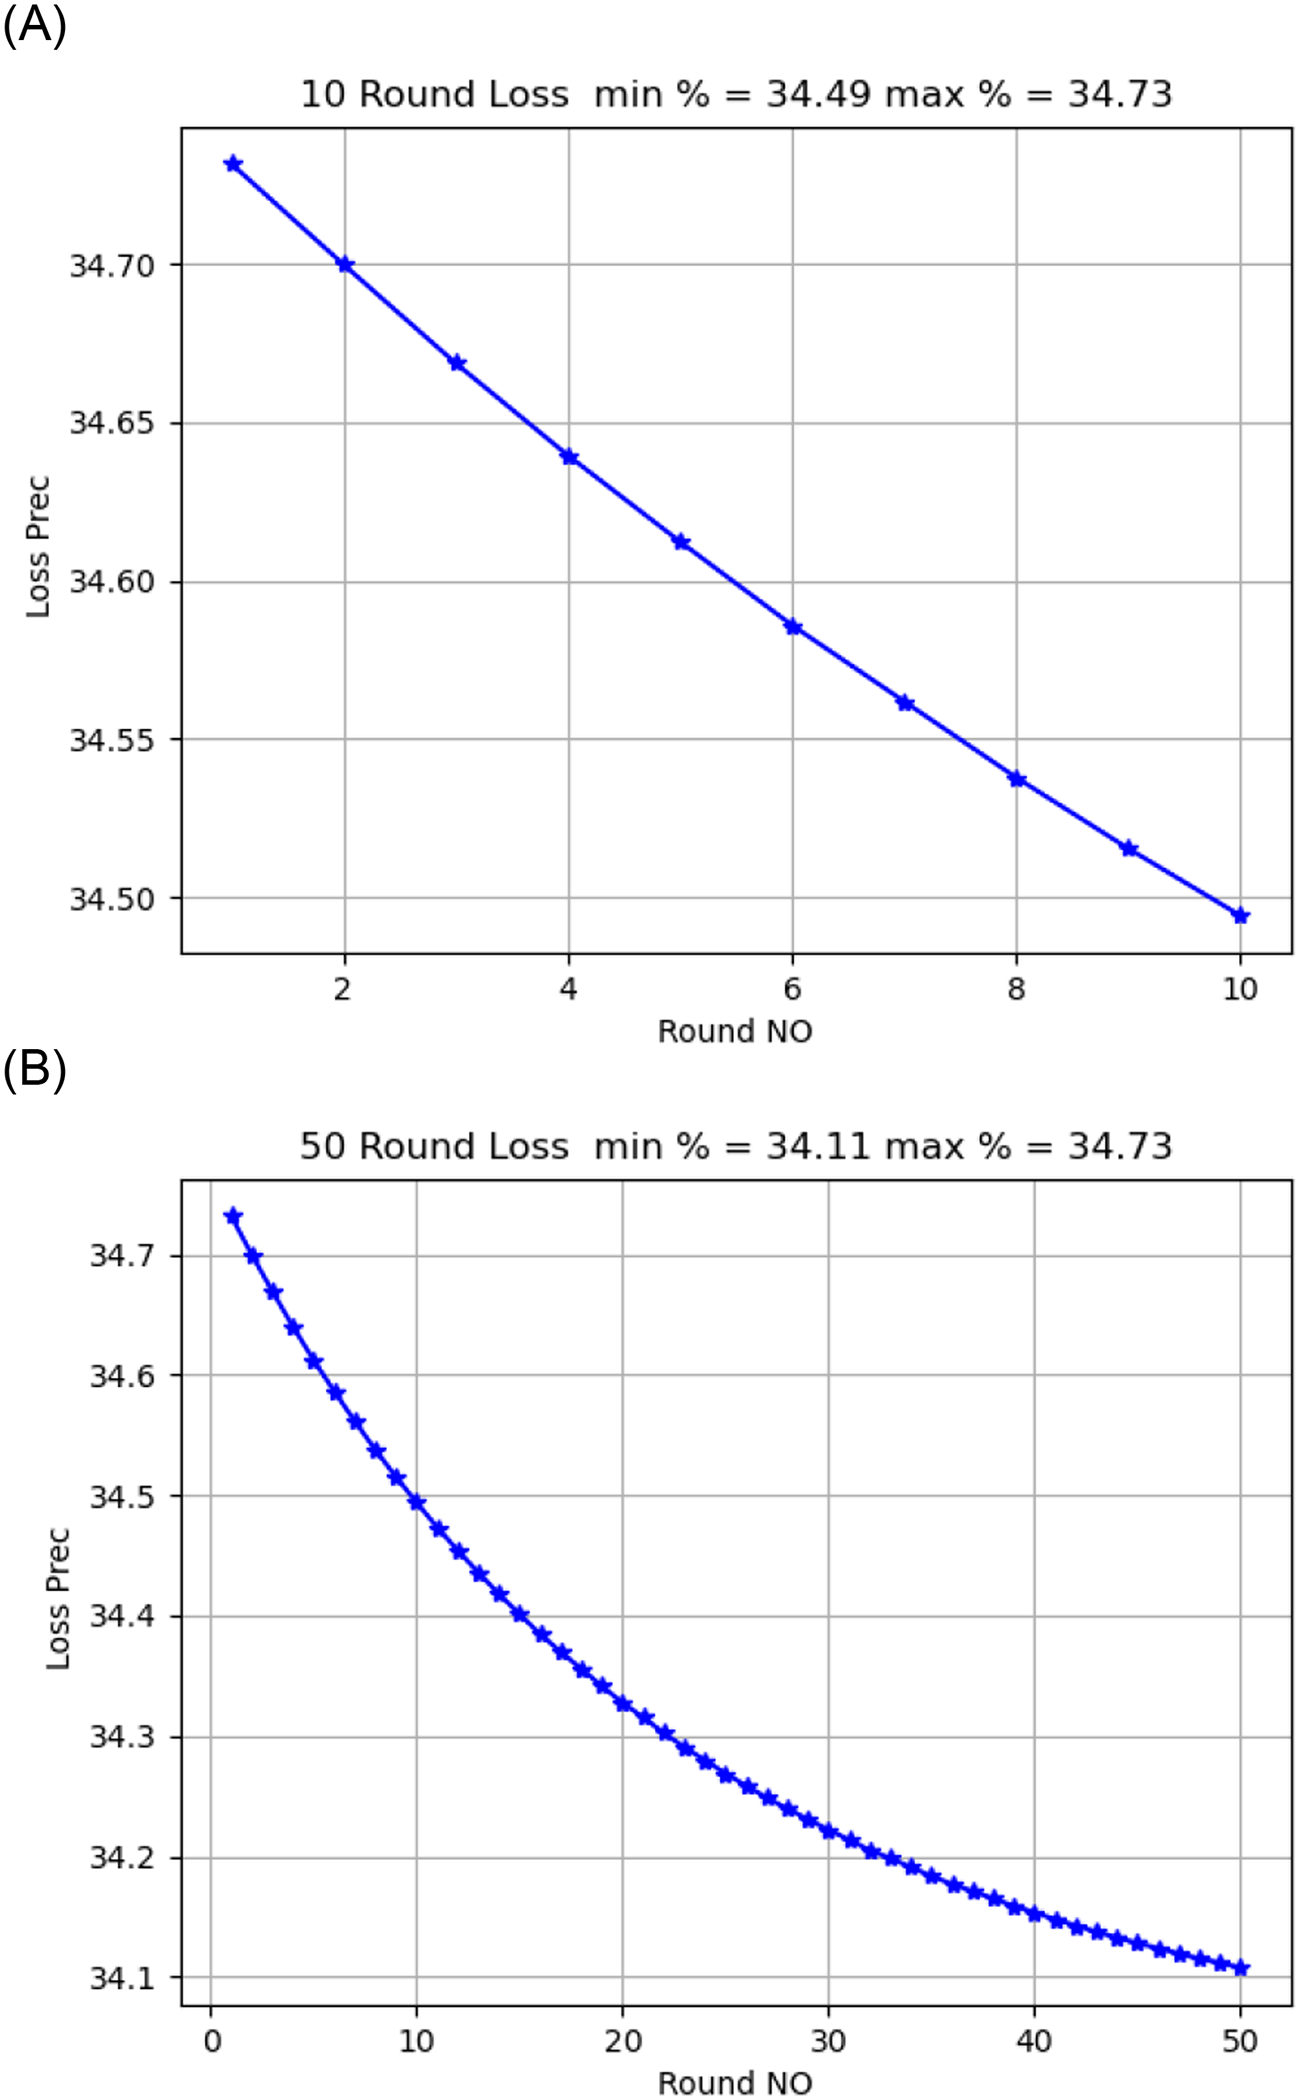 (A)
10 Round Loss  min % = 34.49 max % = 34.73
34.70
34.65
34.60
34.55
34.50
Loss Prec
2 4 6 8 10
Round NO
(B)
50 Round Loss  min % = 34.11 max % = 34.73
34.7
34.6
34.5
34.4
34.3
34.2
34.1
Loss Prec
0 10 20 30 40 50
Round NO